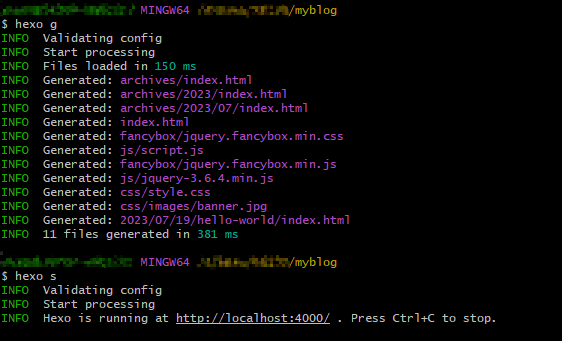 MINGW64 /myblog
$ hexo g
INFO  Validating config
INFO  Start processing
INFO  Files loaded in 150 ms
INFO  Generated: archives/index.html
INFO  Generated: archives/2023/index.html
INFO  Generated: archives/2023/07/index.html
INFO  Generated: index.html
INFO  Generated: fancybox/jquery.fancybox.min.css
INFO  Generated: js/script.js
INFO  Generated: fancybox/jquery.fancybox.min.js
INFO  Generated: js/jquery-3.6.4.min.js
INFO  Generated: css/style.css
INFO  Generated: css/images/banner.jpg
INFO  Generated: 2023/07/19/hello-world/index.html
INFO  11 files generated in 381 ms
MINGW64 /myblog
$ hexo s
INFO  Validating config
INFO  Start processing
INFO  Hexo is running at http://localhost:4000/ . Press Ctrl+C to stop.